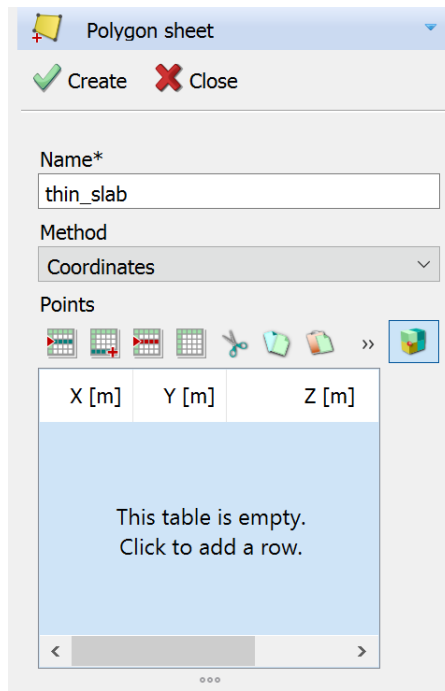 Polygon sheet
Create Close
Name*
thin_slab
Method
Coordinates
Points
X [m] Y [m] Z [m]
This table is empty.
Click to add a row.